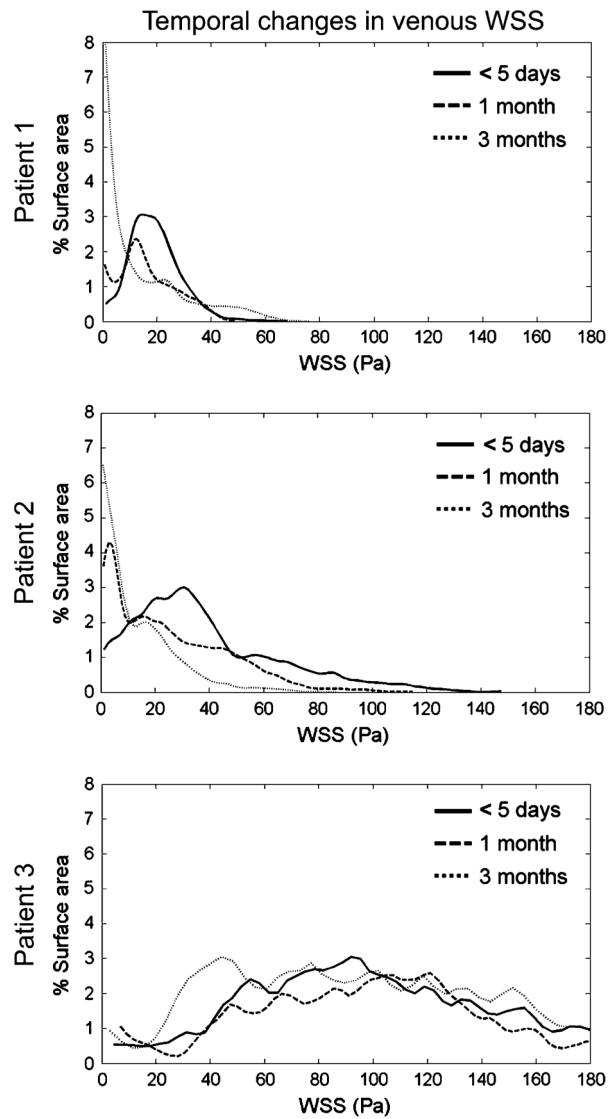 Temporal changes in venous WSS
Patient 1
% Surface area
8
7
6
5
4
3
2
1
0
< 5 days
1 month
3 months
0 20 40 60 80 100 120 140 160 180
WSS (Pa)
Patient 2
% Surface area
8
7
6
5
4
3
2
1
0
< 5 days
1 month
3 months
0 20 40 60 80 100 120 140 160 180
WSS (Pa)
Patient 3
% Surface area
8
7
6
5
4
3
2
1
0
< 5 days
1 month
3 months
0 20 40 60 80 100 120 140 160 180
WSS (Pa)